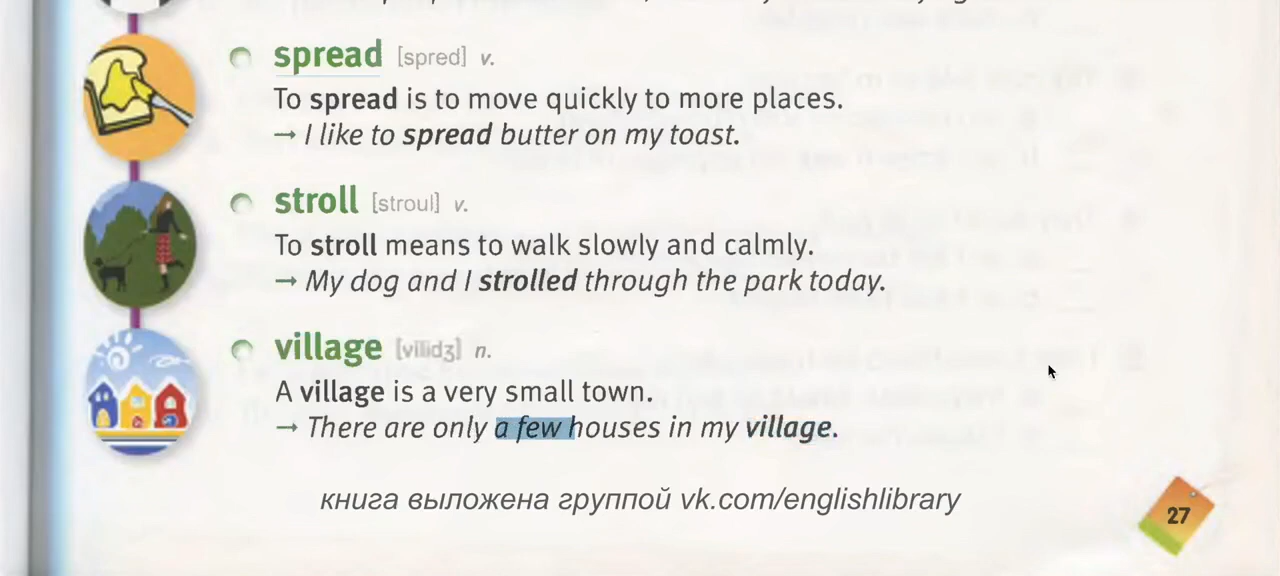 spread [spred] v.
To spread is to move quickly to more places.
→ I like to spread butter on my toast.
stroll [stroul] v.
To stroll means to walk slowly and calmly.
→ My dog and I strolled through the park today.
village [vilidʒ] n.
A village is a very small town.
→ There are only a few houses in my village.
книга выложена группой vk.com/englishlibrary
27